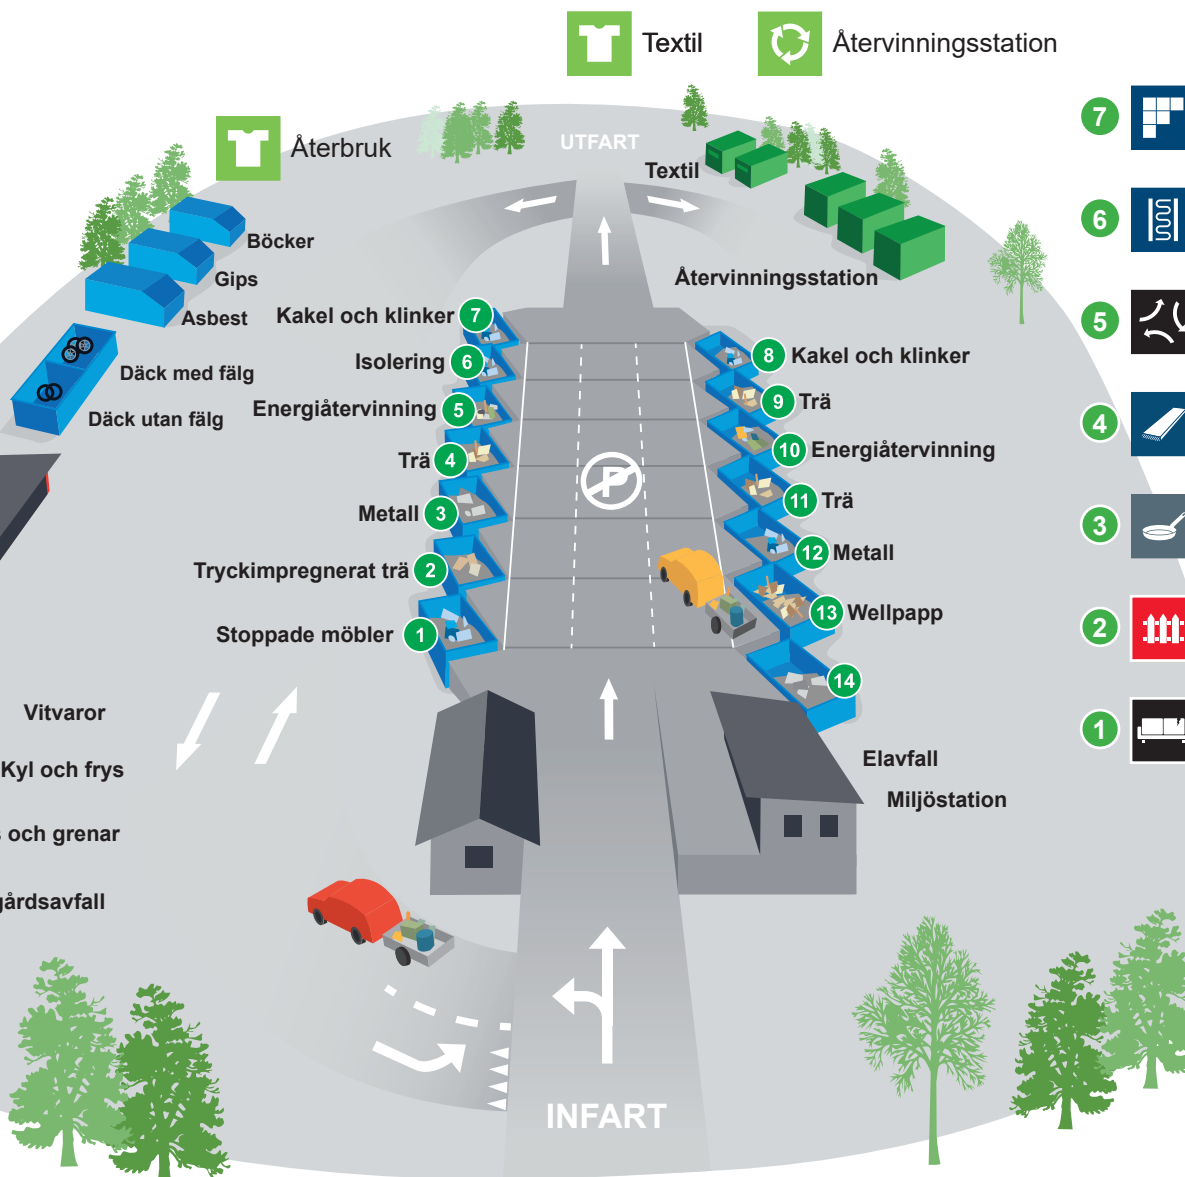 Textil
Återvinningsstation
Återbruk
UTFART
Textil
Böcker
Gips
Asbest
Däck med fälg
Däck utan fälg
Återvinningsstation
Kakel och klinker 7
Isolering 6
Energiåtervinning 5
Trä 4
Metall 3
Tryckimpregnerat trä 2
Stoppade möbler 1
8 Kakel och klinker
9 Trä
10 Energiåtervinning
11 Trä
12 Metall
13 Wellpapp
14
P
Vitvaror
Kyl och frys
och grenar
gårdsavfall
Elavfall
Miljöstation
INFART
7
6
5
4
3
2
1